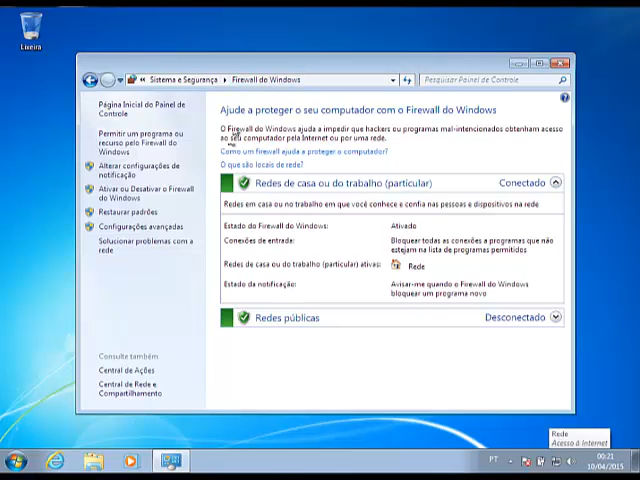 Lixeira
« Sistema e Segurança ▸ Firewall do Windows
Pesquisar Painel de Controle
Página Inicial do Painel de
Controle
Permitir um programa ou
recurso pelo Firewall do
Windows
Alterar configurações de
notificação
Ativar ou Desativar o Firewall
do Windows
Restaurar padrões
Configurações avançadas
Solucionar problemas com a
rede
Consulte também
Central de Ações
Central de Rede e
Compartilhamento
Ajude a proteger o seu computador com o Firewall do Windows
O Firewall do Windows ajuda a impedir que hackers ou programas mal-intencionados obtenham acesso
ao seu computador pela Internet ou por uma rede.
Como um firewall ajuda a proteger o computador?
O que são locais de rede?
Redes de casa ou do trabalho (particular) Conectado
Redes em casa ou no trabalho em que você conhece e confia nas pessoas e dispositivos na rede
Estado do Firewall do Windows: Ativado
Conexões de entrada: Bloquear todas as conexões a programas que não
estejam na lista de programas permitidos
Redes de casa ou do trabalho (particular) ativas: Rede
Estado da notificação: Avisar-me quando o Firewall do Windows
bloquear um programa novo
Redes públicas Desconectado
Rede
Acesso à Internet
PT
00:21
10/04/2015